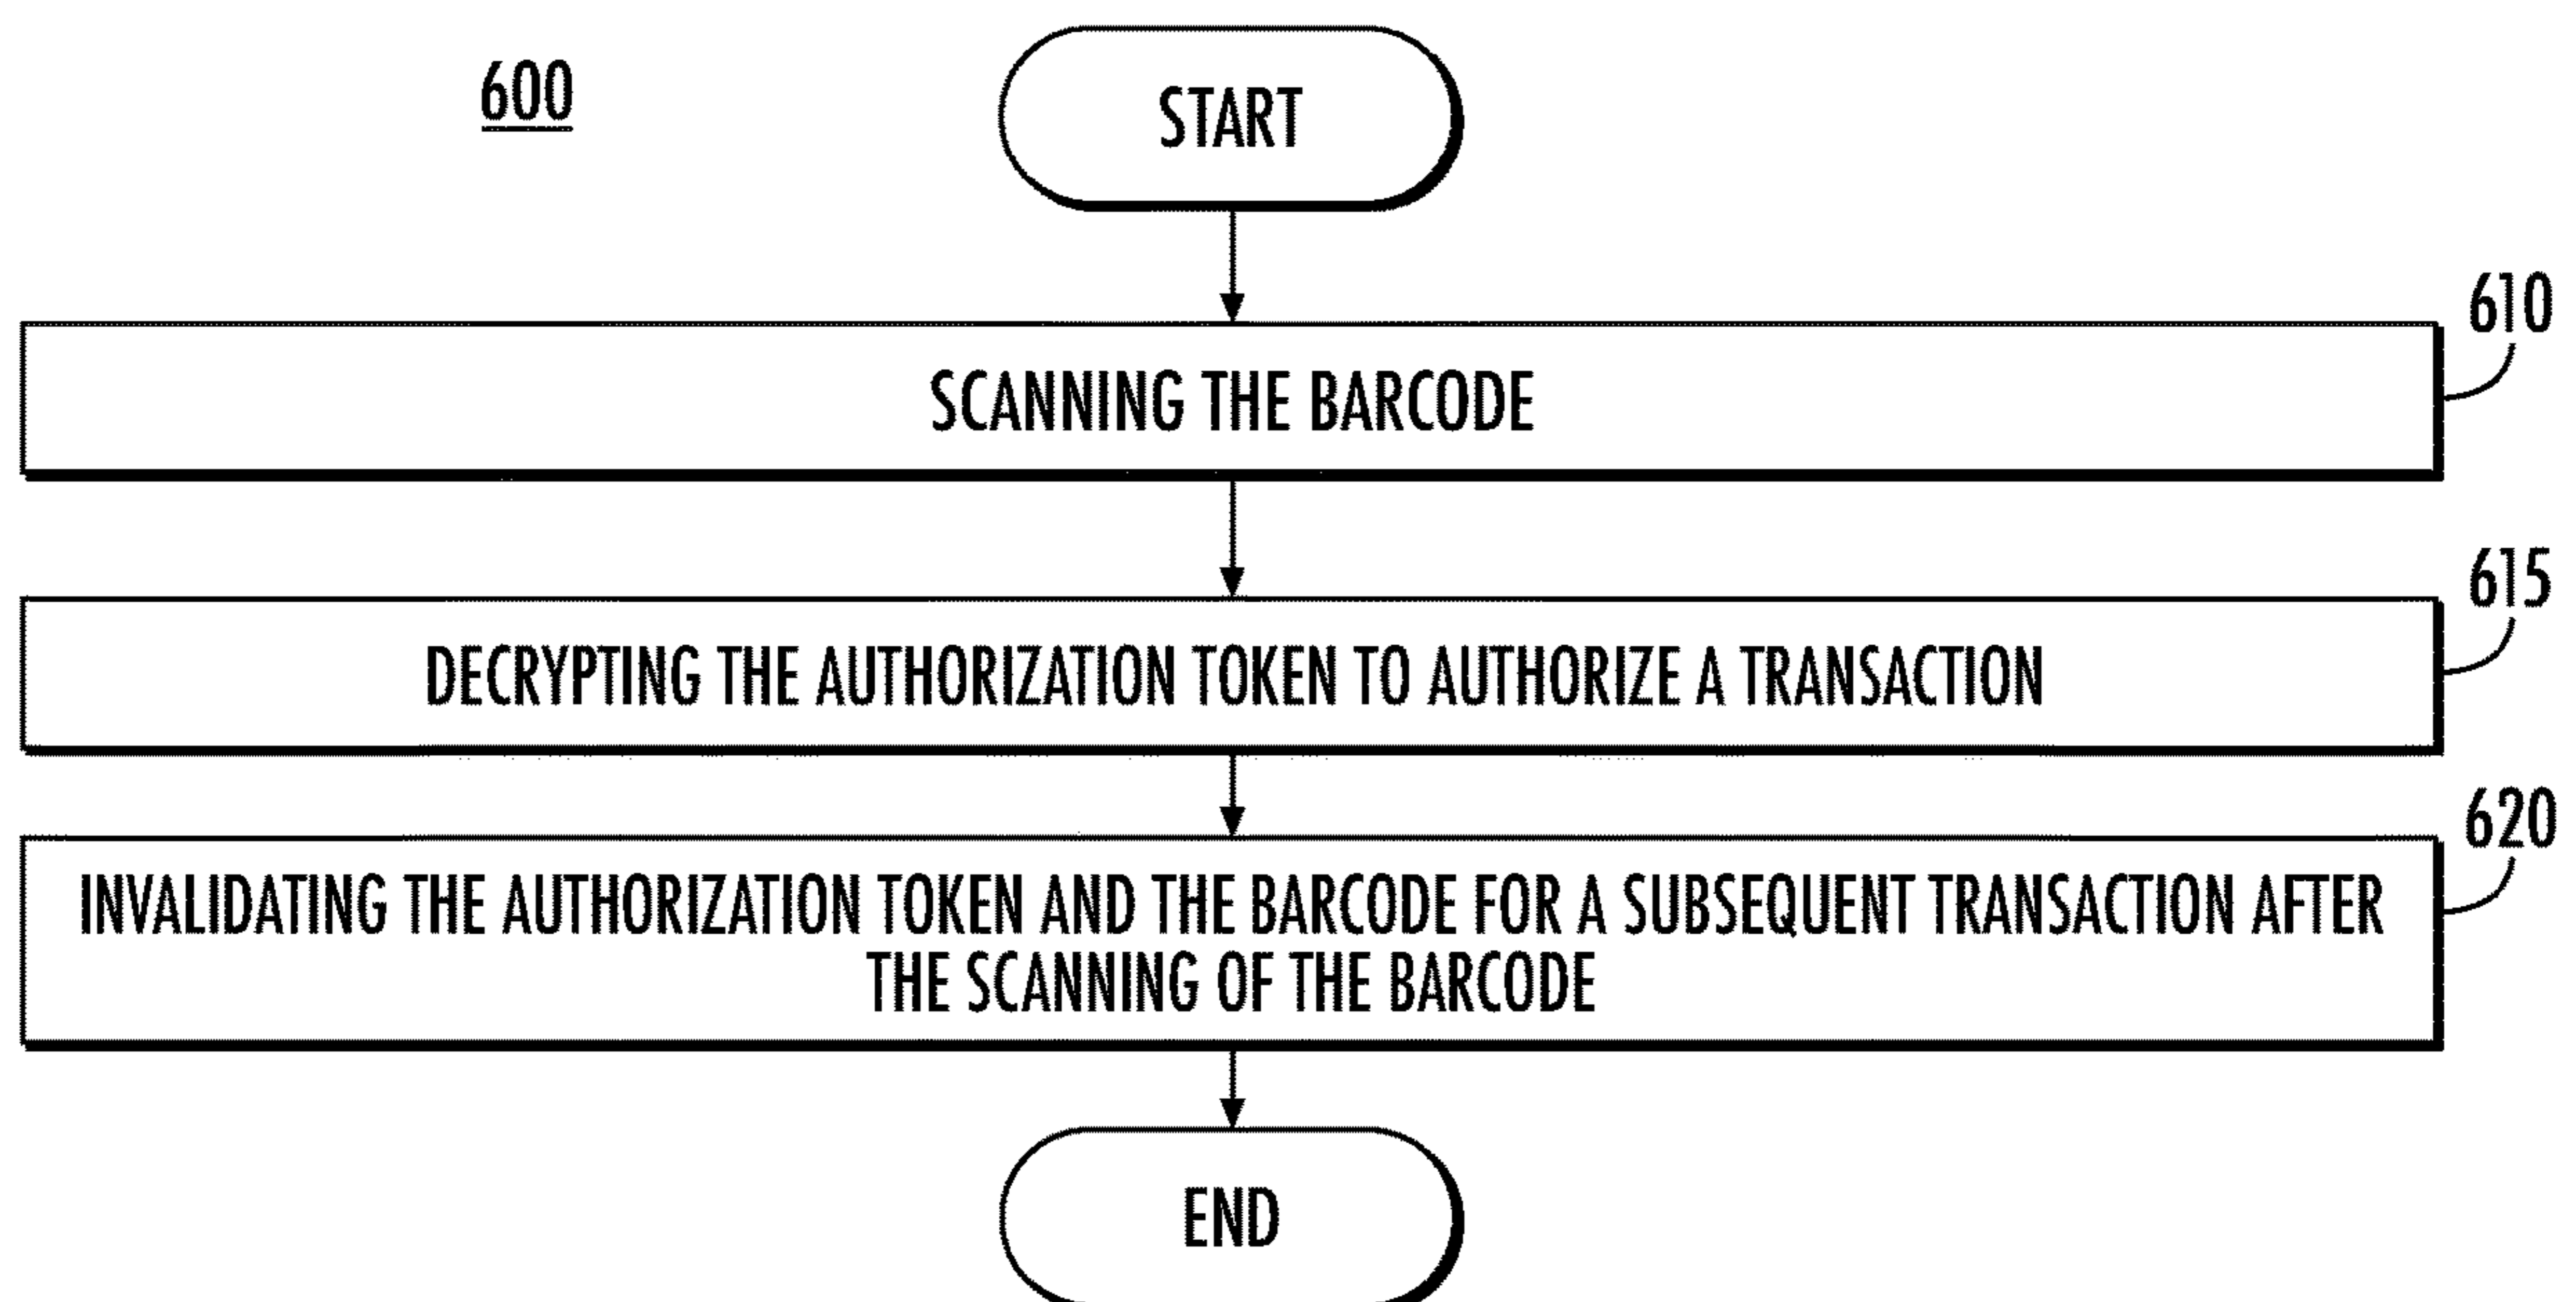 600
START
610
SCANNING THE BARCODE
615
DECRYPTING THE AUTHORIZATION TOKEN TO AUTHORIZE A TRANSACTION
620
INVALIDATING THE AUTHORIZATION TOKEN AND THE BARCODE FOR A SUBSEQUENT TRANSACTION AFTER
THE SCANNING OF THE BARCODE
END